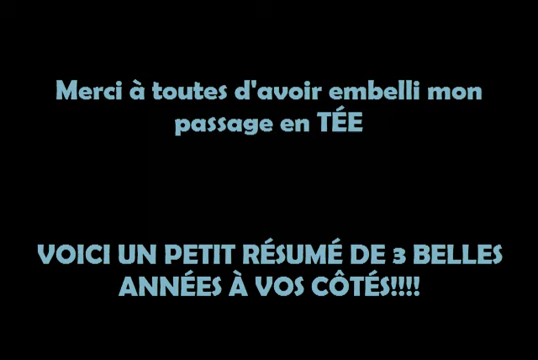 Merci à toutes d'avoir embelli mon
passage en TÉE
VOICI UN PETIT RÉSUMÉ DE 3 BELLES
ANNÉES À VOS CÔTÉS!!!!